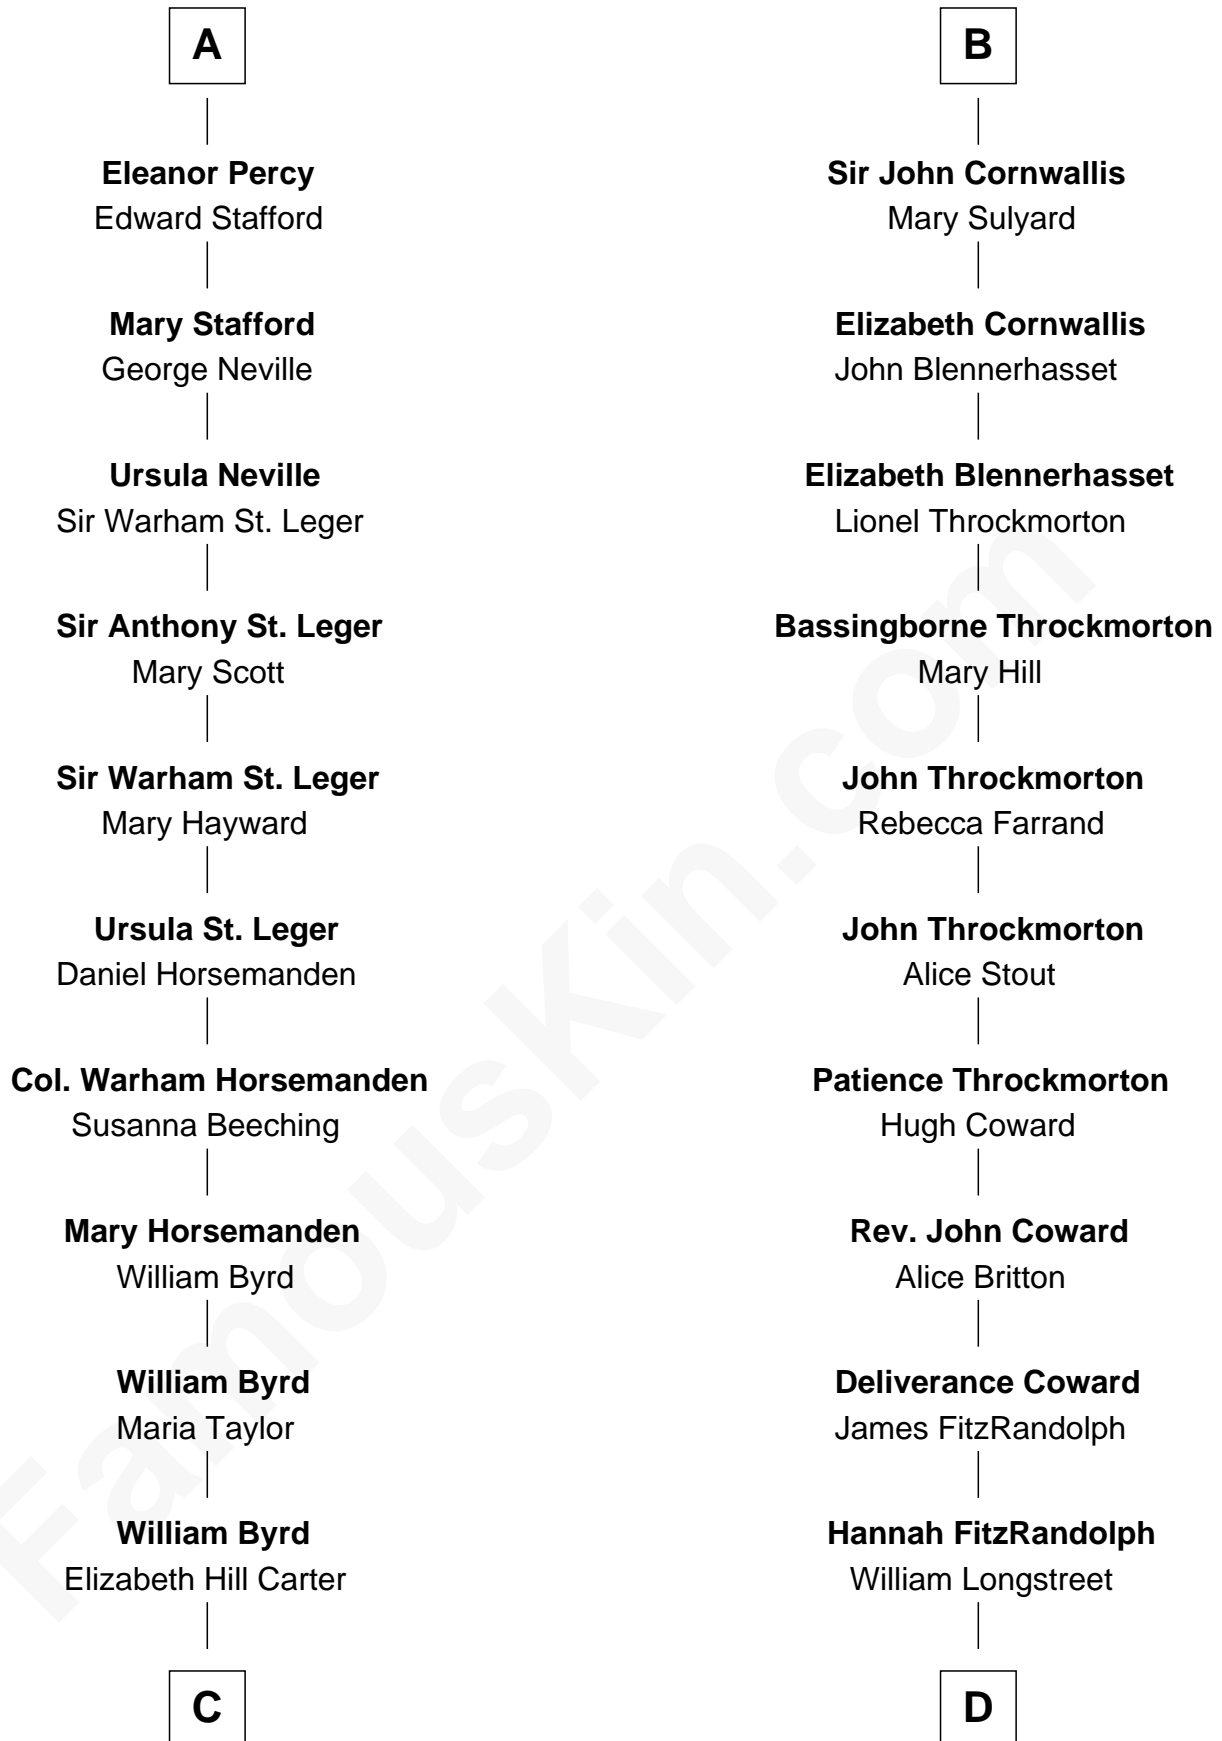 A
Eleanor Percy
Edward Stafford
Mary Stafford
George Neville
Ursula Neville
Sir Warham St. Leger
Sir Anthony St. Leger
Mary Scott
Sir Warham St. Leger
Mary Hayward
Ursula St. Leger
Daniel Horsemanden
Col. Warham Horsemanden
Susanna Beeching
Mary Horsemanden
William Byrd
William Byrd
Maria Taylor
William Byrd
Elizabeth Hill Carter
C
B
Sir John Cornwallis
Mary Sulyard
Elizabeth Cornwallis
John Blennerhasset
Elizabeth Blennerhasset
Lionel Throckmorton
Bassingborne Throckmorton
Mary Hill
John Throckmorton
Rebecca Farrand
John Throckmorton
Alice Stout
Patience Throckmorton
Hugh Coward
Rev. John Coward
Alice Britton
Deliverance Coward
James FitzRandolph
Hannah FitzRandolph
William Longstreet
D
FamousKin.com